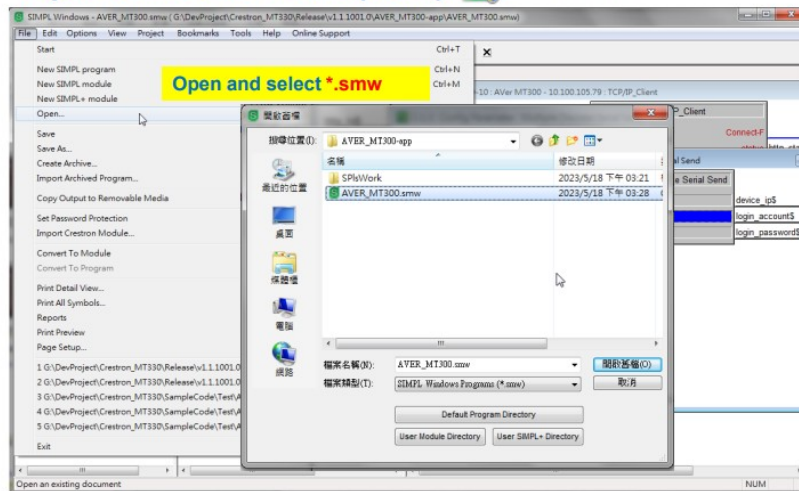 SIMPL Windows - AVER_MT300.smw ( G:\DevProject\Crestron_MT330\Release\v1.1.1001.0\AVER_MT300-app\AVER_MT300.smw)
File Edit Options View Project Bookmarks Tools Help Online Support
Start Ctrl+T
New SIMPL program Ctrl+N
New SIMPL module Ctrl+M
New SIMPL+ module
Open...
Save
Save As...
Create Archive...
Import Archived Program...
Copy Output to Removable Media
Set Password Protection
Import Crestron Module...
Convert To Module
Convert To Program
Print Detail View...
Print All Symbols...
Reports
Print Preview
Page Setup...
1 G:\DevProject\Crestron_MT330\Release\v1.1.1001.0
2 G:\DevProject\Crestron_MT330\Release\v1.1.1001.0
3 G:\DevProject\Crestron_MT330\SampleCode\Test\A
4 G:\DevProject\Crestron_MT330\SampleCode\Test\A
5 G:\DevProject\Crestron_MT330\SampleCode\Test\A
Exit
Open an existing document
NUM
Open and select *.smw
-10 : AVer MT300 - 10.100.105.79 : TCP/IP_Client
P_Client
Connect-F
al Send
e Serial Send
device_ip$
login_account$
login_password$
開啟舊檔
搜尋位置(I): AVER_MT300-app
名稱 修改日期
SPlsWork 2023/5/18 下午 03:21
AVER_MT300.smw 2023/5/18 下午 03:28
最近的位置
桌面
媒體櫃
電腦
網路
檔案名稱(N): AVER_MT300.smw 開啟舊檔(O)
檔案類型(T): SIMPL Windows Programs (*.smw) 取消
Default Program Directory
User Module Directory User SIMPL+ Directory